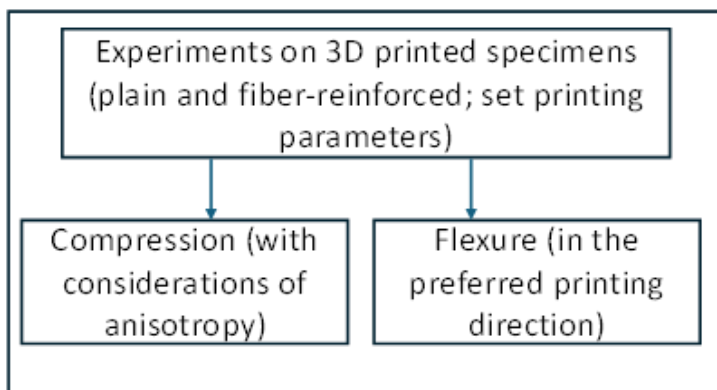 Experiments on 3D printed specimens
(plain and fiber-reinforced; set printing
parameters)
Compression (with
considerations of
anisotropy)
Flexure (in the
preferred printing
direction)